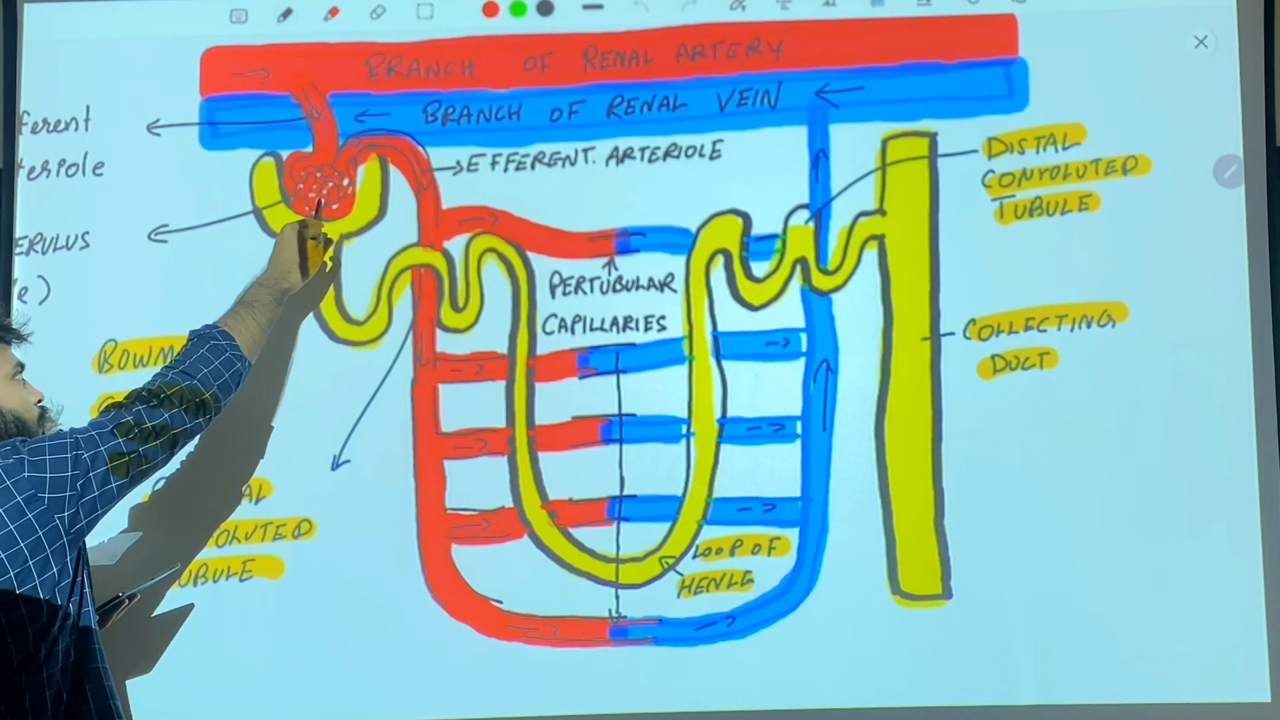 BRANCH OF RENAL ARTERY
BRANCH OF RENAL VEIN
ferent
teriole
EFFERENT. ARTERIOLE
DISTAL
CONVOLUTED
TUBULE
ERULUS
PERTUBULAR
CAPILLARIES
e)
COLLECTING
DUCT
BOWM
AL
OLUTED
UBULE
LOOP OF
HENLE